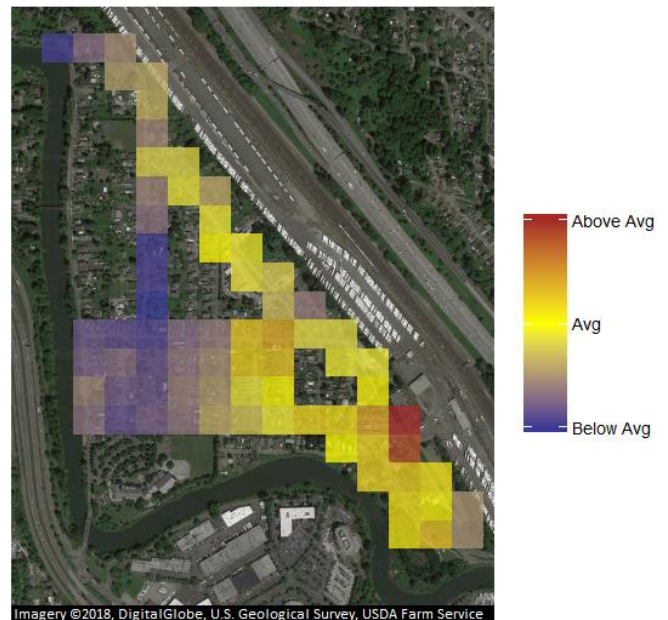 Above Avg
Avg
Below Avg
Imagery ©2018, DigitalGlobe, U.S. Geological Survey, USDA Farm Service